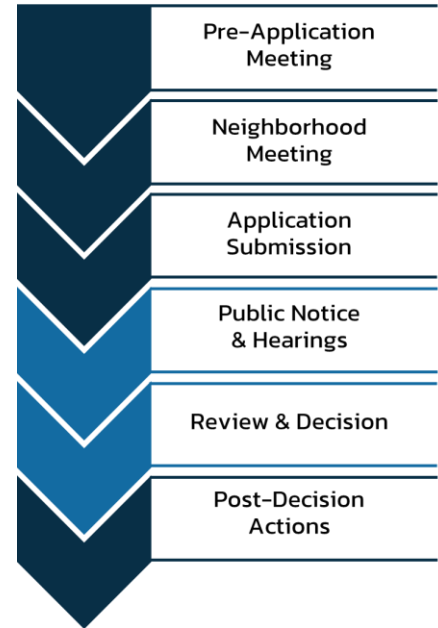 Pre-Application
Meeting
Neighborhood
Meeting
Application
Submission
Public Notice
& Hearings
Review & Decision
Post-Decision
Actions